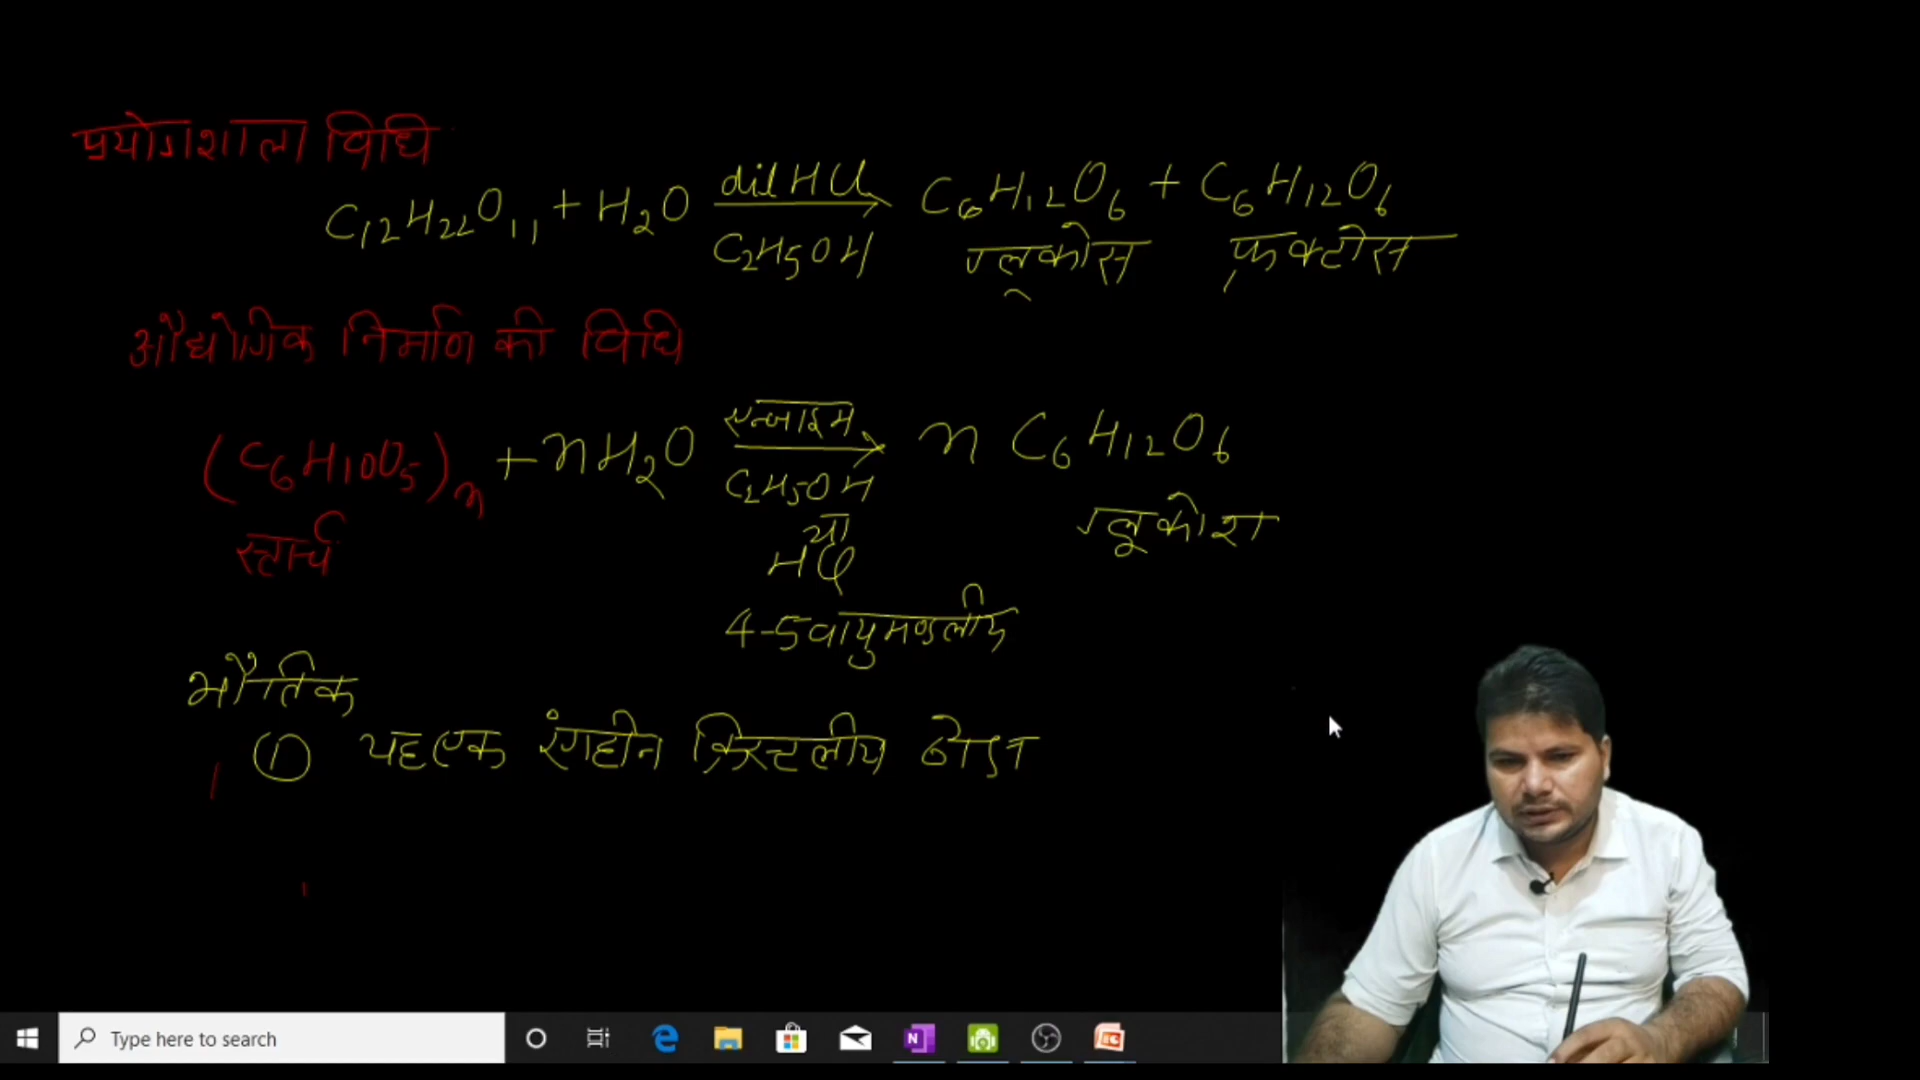 प्रयोगशाला विधि
C12H22O11 + H2O dil HCl C2H5OH C6H12O6 + C6H12O6
ग्लूकोस फ्रक्टोस
औद्योगिक निर्माण की विधि
(C6H10O5)n + nH2O एन्जाइम C2H5OH n C6H12O6
या
HCl
स्टार्च ग्लूकोश
4-5 वायुमण्डलीय
भौतिक
① यह एक रंगहीन क्रिस्टलीय ठोस
Type here to search